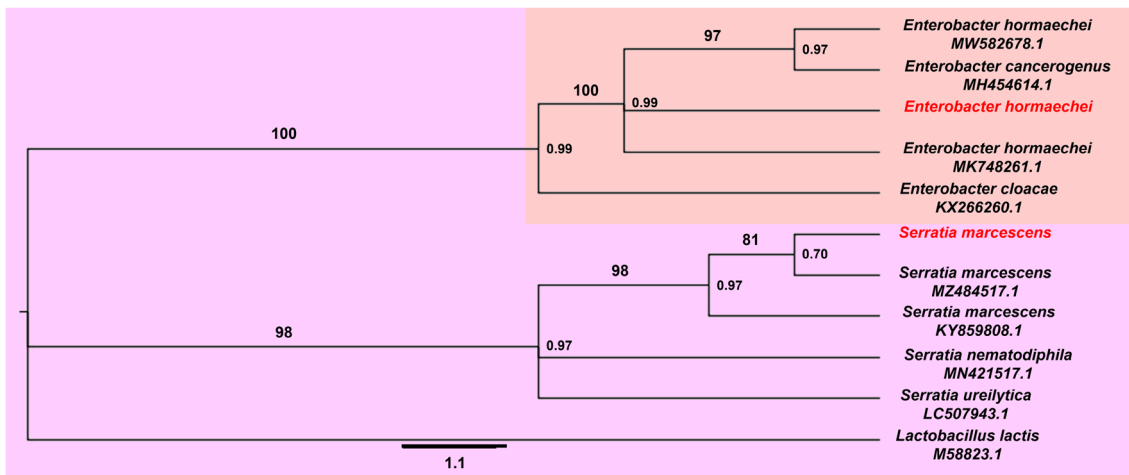 97
Enterobacter hormaechei
MW582678.1
0.97
Enterobacter cancerogenus
MH454614.1
100
0.99
Enterobacter hormaechei
100
0.99
Enterobacter hormaechei
MK748261.1
Enterobacter cloacae
KX266260.1
Serratia marcescens
81
0.70
98
0.97
Serratia marcescens
MZ484517.1
Serratia marcescens
KY859808.1
98
0.97
Serratia nematodiphila
MN421517.1
Serratia ureilytica
LC507943.1
Lactobacillus lactis
M58823.1
1.1